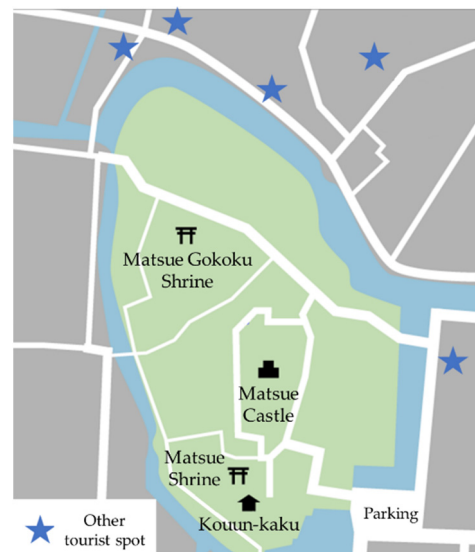 Matsue Gokoku
Shrine
Matsue
Castle
Matsue
Shrine
Kouun-kaku
Parking
Other
tourist spot